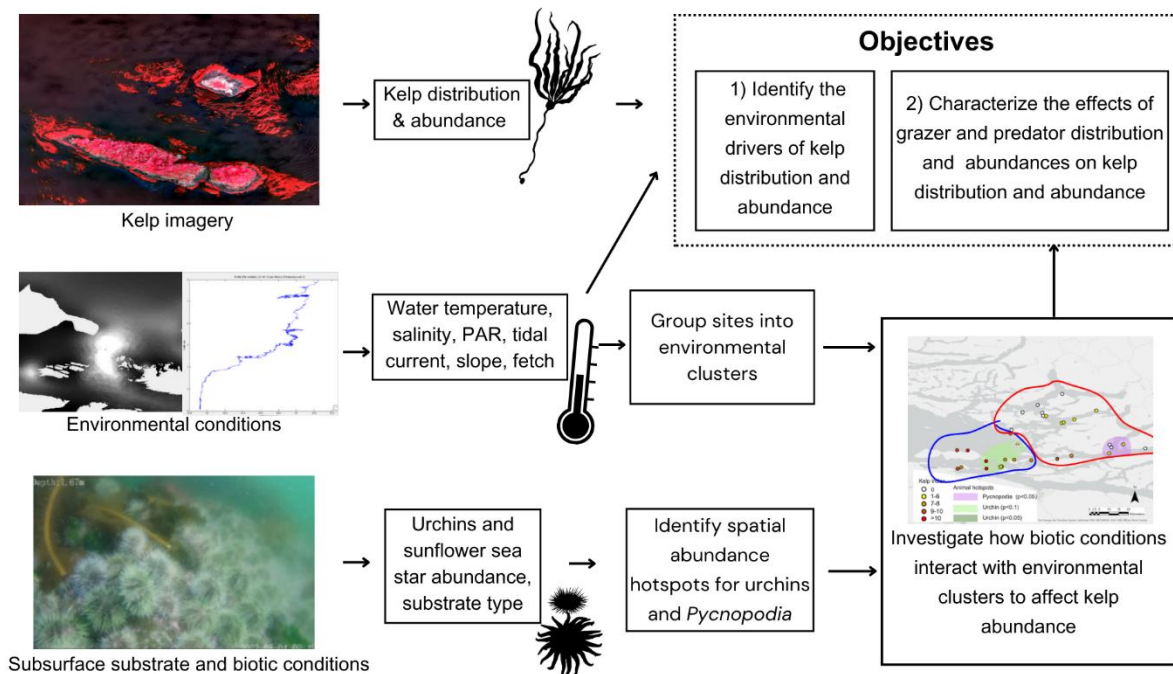 Objectives
Kelp distribution
& abundance
1) Identify the
environmental
drivers of kelp
distribution and
abundance
2) Characterize the effects of
grazer and predator distribution
and abundances on kelp
distribution and abundance
Kelp imagery
Water temperature,
salinity, PAR, tidal
current, slope, fetch
Group sites into
environmental
clusters
Environmental conditions
Depth:1.67m
Urchins and
sunflower sea
star abundance,
substrate type
Identify spatial
abundance
hotspots for urchins
and Pycnopodia
Kelp Index
0
1-6
7-8
9-10
>10
Animal hotspots
Pycnopodia (p<0.05)
Urchin (p<0.1)
Urchin (p<0.05)
Investigate how biotic conditions
interact with environmental
clusters to affect kelp
abundance
Subsurface substrate and biotic conditions